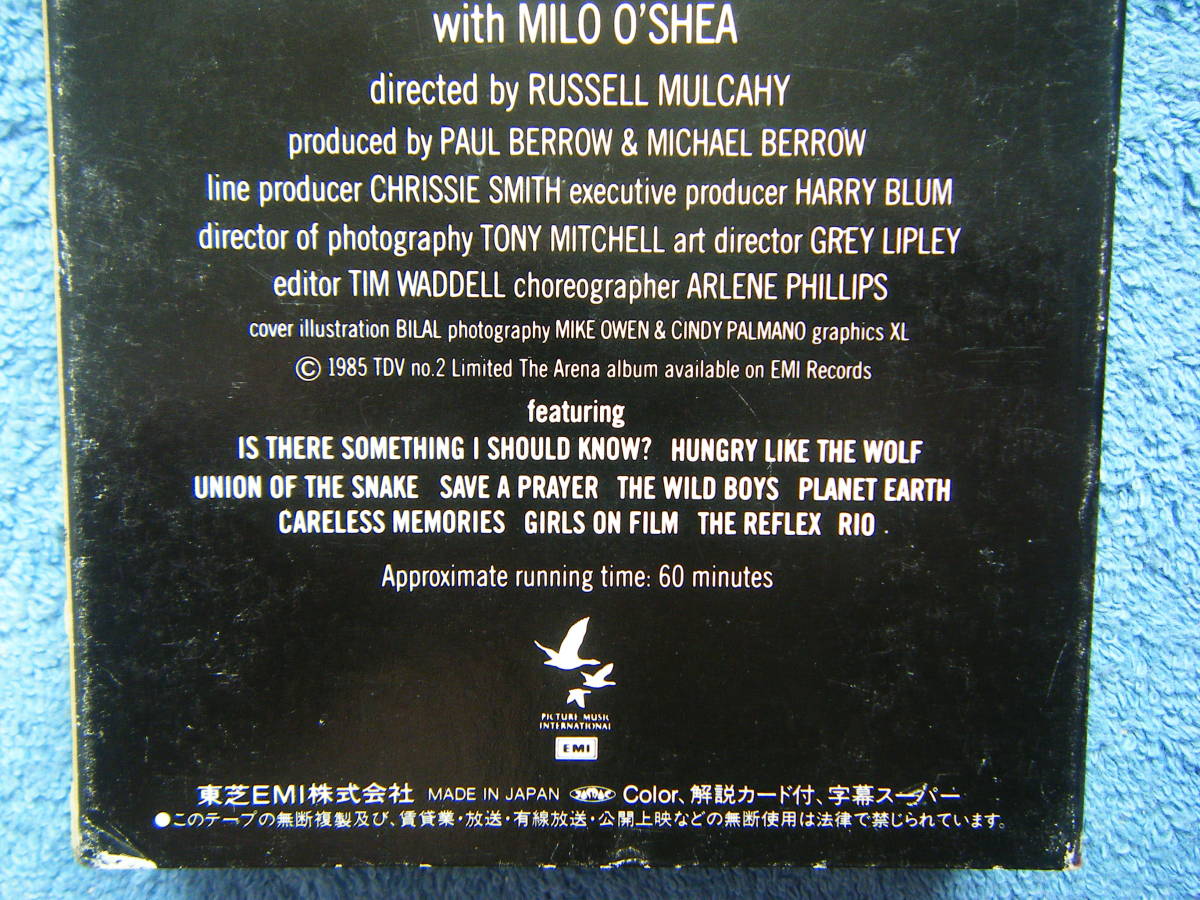 with MILO O'SHEA
directed by RUSSELL MULCAHY
produced by PAUL BERROW & MICHAEL BERROW
line producer CHRISSIE SMITH executive producer HARRY BLUM
director of photography TONY MITCHELL art director GREY LIPLEY
editor TIM WADDELL choreographer ARLENE PHILLIPS
cover illustration BILAL photography MIKE OWEN & CINDY PALMANO graphics XL
© 1985 TDV no.2 Limited The Arena album available on EMI Records
featuring
IS THERE SOMETHING I SHOULD KNOW? HUNGRY LIKE THE WOLF
UNION OF THE SNAKE SAVE A PRAYER THE WILD BOYS PLANET EARTH
CARELESS MEMORIES GIRLS ON FILM THE REFLEX RIO
Approximate running time: 60 minutes
PICTURE MUSIC
INTERNATIONAL
EMI
東芝EMI株式会社 MADE IN JAPAN Color、解説カード付、字幕スーパー
●このテープの無断複製及び、賃貸業・放送・有線放送・公開上映などの無断使用は法律で禁じられています。